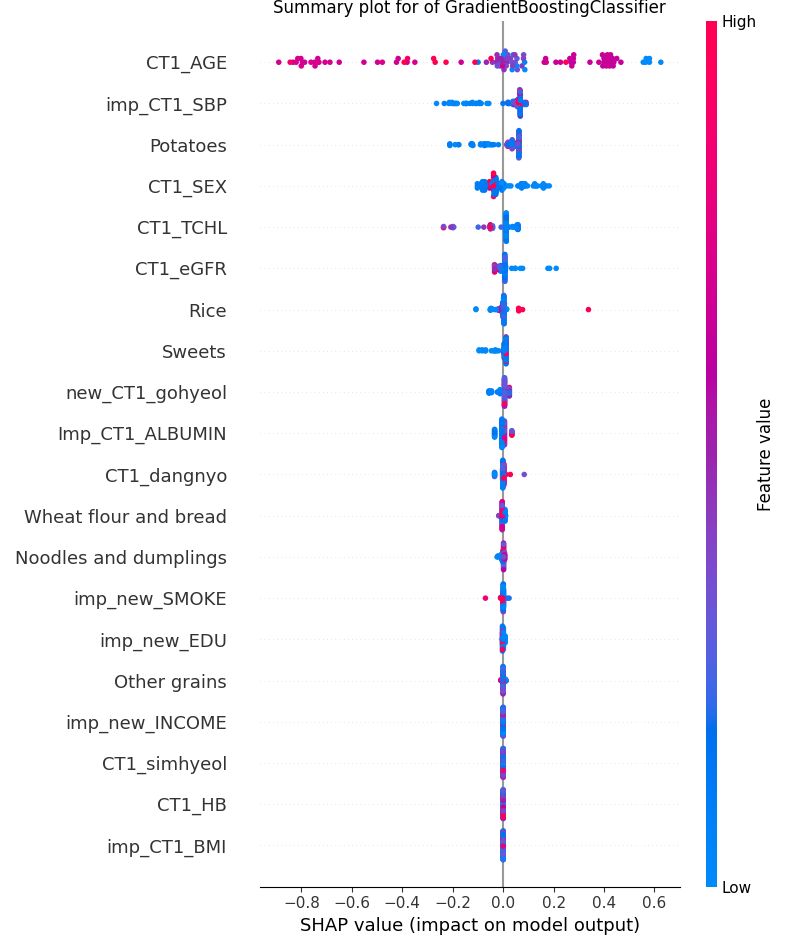 Summary plot for of GradientBoostingClassifier
High
CT1_AGE
imp_CT1_SBP
Potatoes
CT1_SEX
CT1_TCHL
CT1_eGFR
Rice
Sweets
new_CT1_gohyeol
Imp_CT1_ALBUMIN
CT1_dangnyo
Wheat flour and bread
Noodles and dumplings
imp_new_SMOKE
imp_new_EDU
Other grains
imp_new_INCOME
CT1_simhyeol
CT1_HB
imp_CT1_BMI
Feature value
Low
−0.8 −0.6 −0.4 −0.2 0.0 0.2 0.4 0.6
SHAP value (impact on model output)